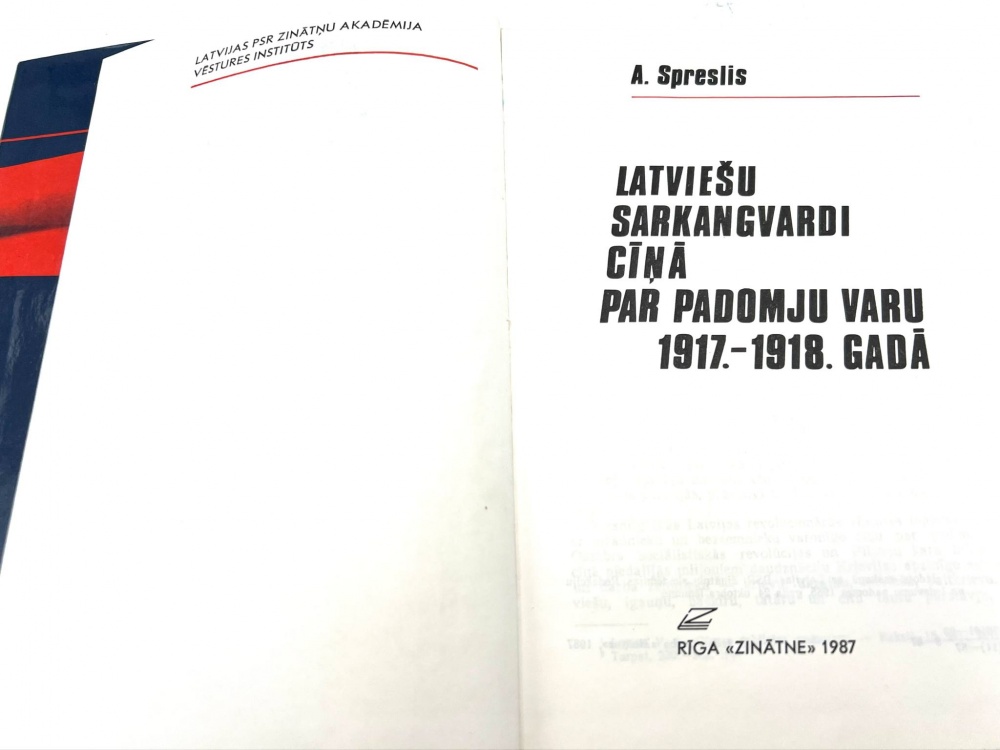 LATVIJAS PSR ZINĀTŅU AKADĒMIJA
VĒSTURES INSTITŪTS
A. Spreslis
LATVIEŠU
SARKANGVARDI
CĪŅĀ
PAR PADOMJU VARU
1917.–1918. GADĀ
RĪGA «ZINĀTNE» 1987